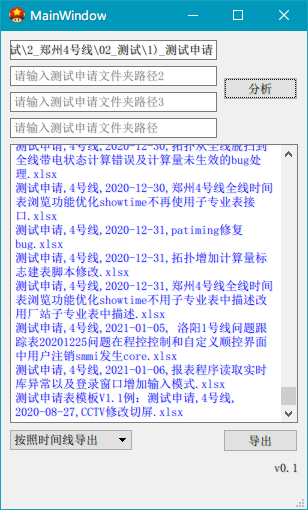 MainWindow
试\2_郑州4号线\02_测试\1)_测试申请
请输入测试申请文件夹路径2
分析
请输入测试申请文件夹路径3
请输入测试申请文件夹路径
测试申请,4号线,2020-12-30,拓扑从主线脱扫到
全线带电状态计算错误及计算量未生效的bug处
理.xlsx
测试申请,4号线,2020-12-30,郑州4号线全线时间
表浏览功能优化showtime不再使用子专业表接
口.xlsx
测试申请,4号线,2020-12-31,patiming修复
bug.xlsx
测试申请,4号线,2020-12-31,拓扑增加计算量标
志建表脚本修改.xlsx
测试申请,4号线,2020-12-31,郑州4号线全线时间
表浏览功能优化showtime不用子专业表中描述改
用厂站子专业表中描述.xlsx
测试申请,4号线,2021-01-05, 洛阳1号线问题跟
踪表20201225问题在程控控制和自定义顺控界面
中用户注销smmi发生core.xlsx
测试申请,4号线,2021-01-06,报表程序读取实时
库异常以及登录窗口增加输入模式.xlsx
测试申请表模板V1.1例：测试申请,4号线,
2020-08-27,CCTV修改切屏.xlsx
按照时间线导出
导出
v0.1